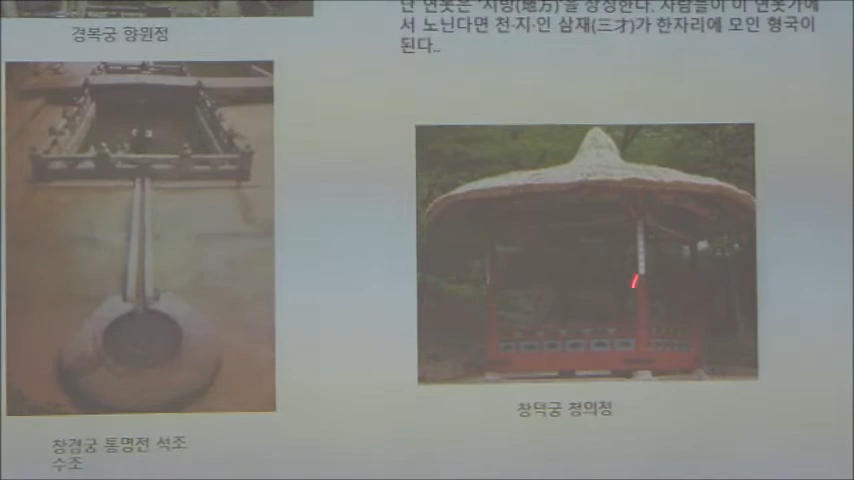 난 연못은 '지방(地方)'을 상징한다. 사람들이 이 연못가에
서 노닌다면 천·지·인 삼재(三才)가 한자리에 모인 형국이
된다..
경복궁 향원정
창덕궁 청의정
창경궁 통명전 석조
수조